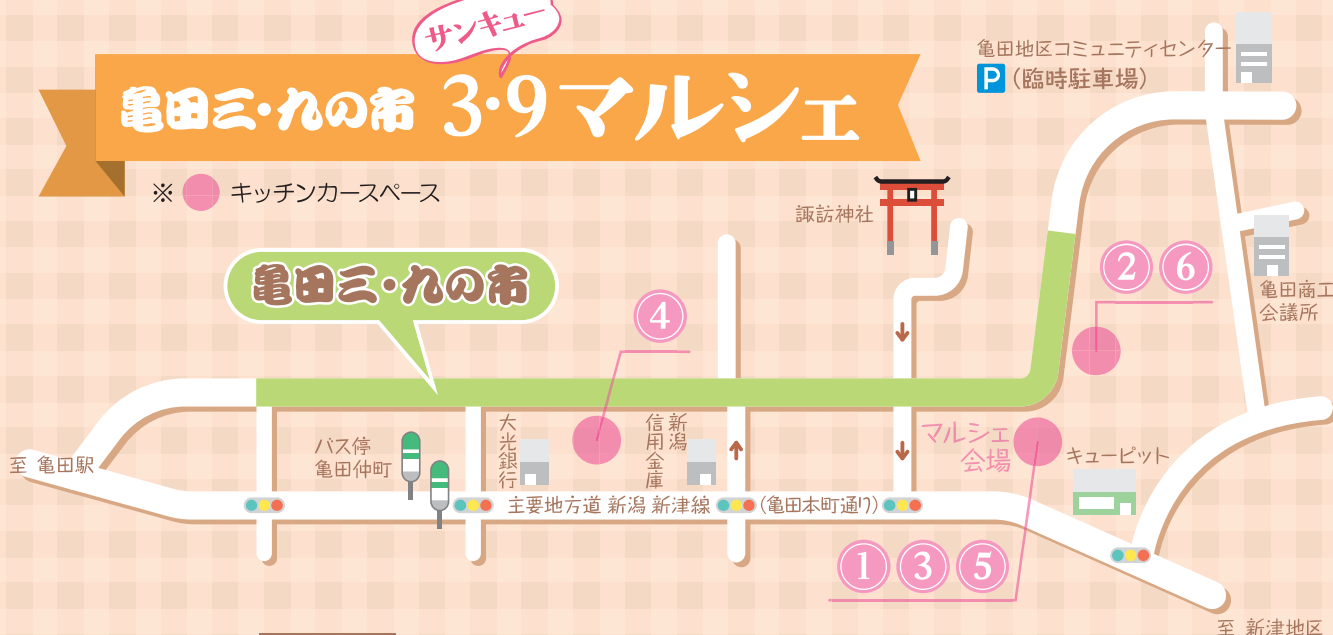 サンキュー
亀田三・九の市 3・9マルシェ
※ キッチンカースペース
亀田地区コミュニティセンター
P(臨時駐車場)
諏訪神社
亀田三・九の市
② ⑥
亀田商工
会議所
④
大光銀行
新潟
信用金庫
マルシェ
会場
キューピット
バス停
亀田仲町
至 亀田駅
主要地方道 新潟 新津線 (亀田本町通り)
① ③ ⑤
至 新津地区